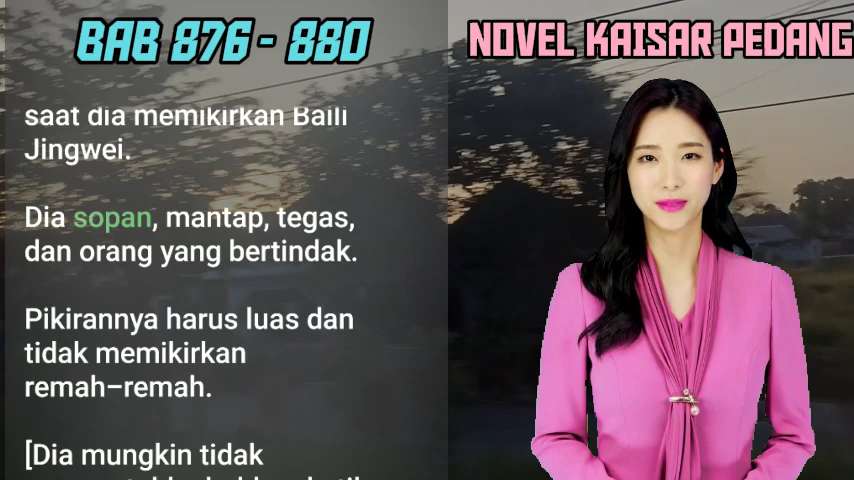 BAB 876 - 880
NOVEL KAISAR PEDANG
saat dia memikirkan Baili
Jingwei.
Dia sopan, mantap, tegas,
dan orang yang bertindak.
Pikirannya harus luas dan
tidak memikirkan
remah–remah.
[Dia mungkin tidak